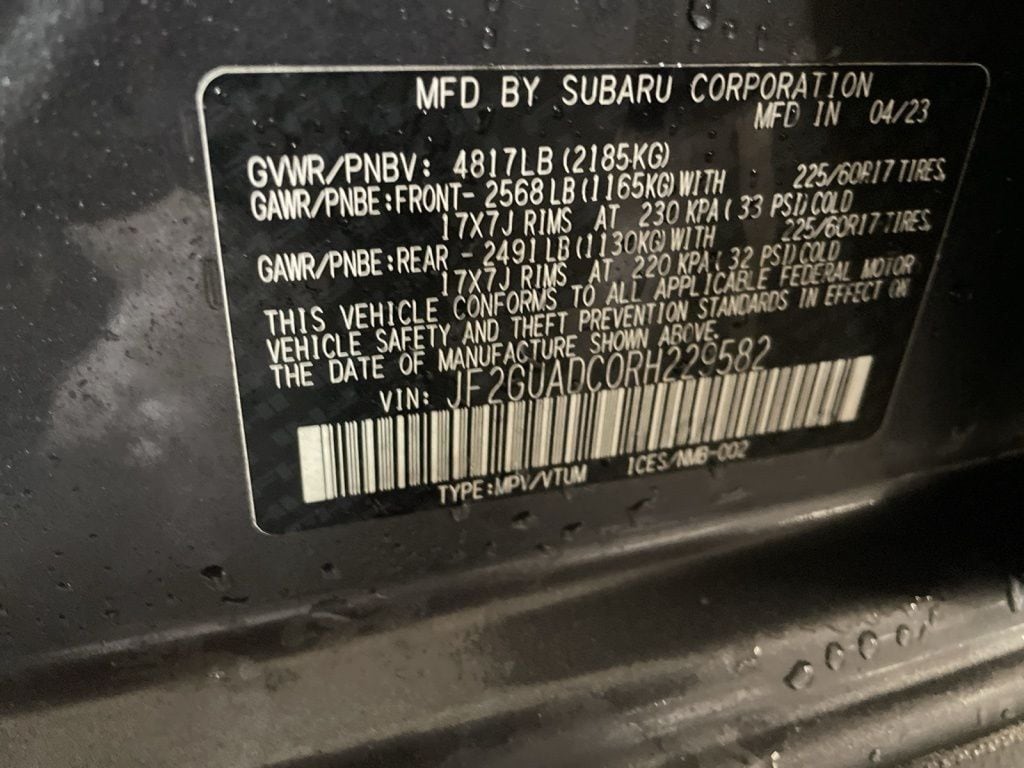 MFD BY SUBARU CORPORATION
MFD IN 04/23
GVWR/PNBV: 4817LB (2185KG)
GAWR/PNBE:FRONT- 2568 LB (1165KG) WITH 225/60R17 TIRES
17X7J RIMS AT 230 KPA ( 33 PSI) COLD
GAWR/PNBE:REAR - 2491 LB (1130KG) WITH 225/60R17 TIRES
17X7J RIMS AT 220 KPA ( 32 PSI) COLD
THIS VEHICLE CONFORMS TO ALL APPLICABLE FEDERAL MOTOR
VEHICLE SAFETY AND THEFT PREVENTION STANDARDS IN EFFECT ON
THE DATE OF MANUFACTURE SHOWN ABOVE.
VIN: JF2GUADC0RH229582
TYPE:MPV/VTUM ICES/NMB-002